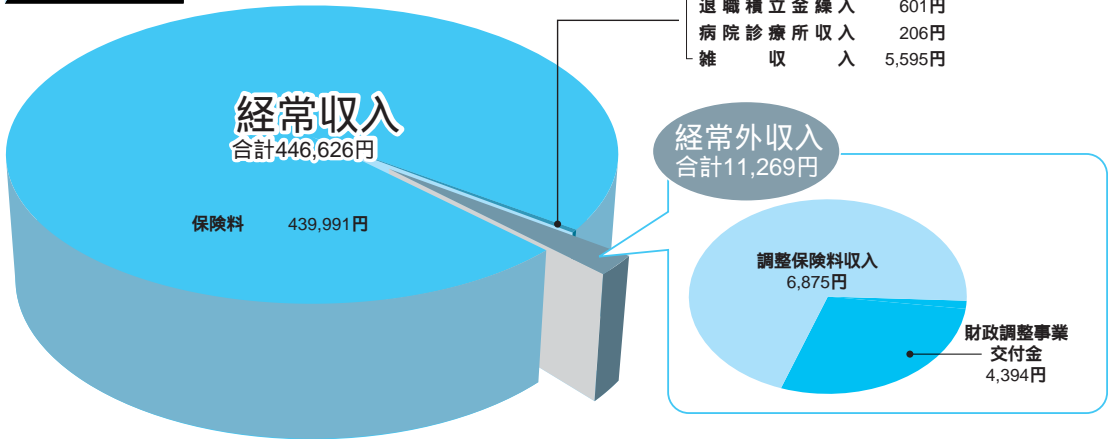 退職積立金繰入 601円
病院診療所収入 206円
雑収入 5,595円
経常収入
合計446,626円
経常外収入
合計11,269円
保険料 439,991円
調整保険料収入
6,875円
財政調整事業
交付金
4,394円